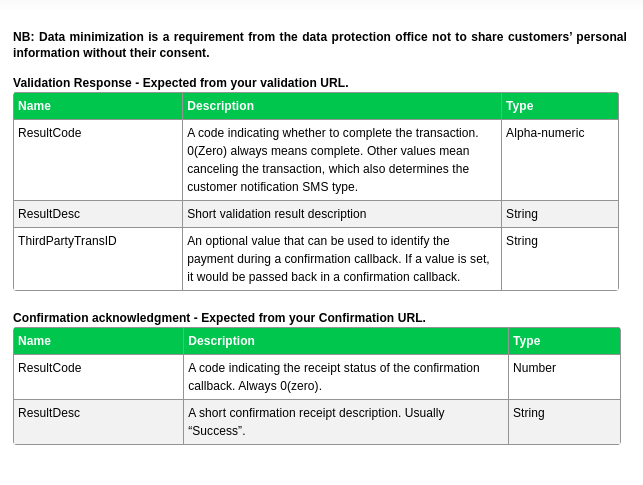 NB: Data minimization is a requirement from the data protection office not to share customers’ personal
information without their consent.
Validation Response - Expected from your validation URL.
Name Description Type
ResultCode A code indicating whether to complete the transaction. Alpha-numeric
0(Zero) always means complete. Other values mean
canceling the transaction, which also determines the
customer notification SMS type.
ResultDesc Short validation result description String
ThirdPartyTransID An optional value that can be used to identify the String
payment during a confirmation callback. If a value is set,
it would be passed back in a confirmation callback.
Confirmation acknowledgment - Expected from your Confirmation URL.
Name Description Type
ResultCode A code indicating the receipt status of the confirmation Number
callback. Always 0(zero).
ResultDesc A short confirmation receipt description. Usually String
“Success”.